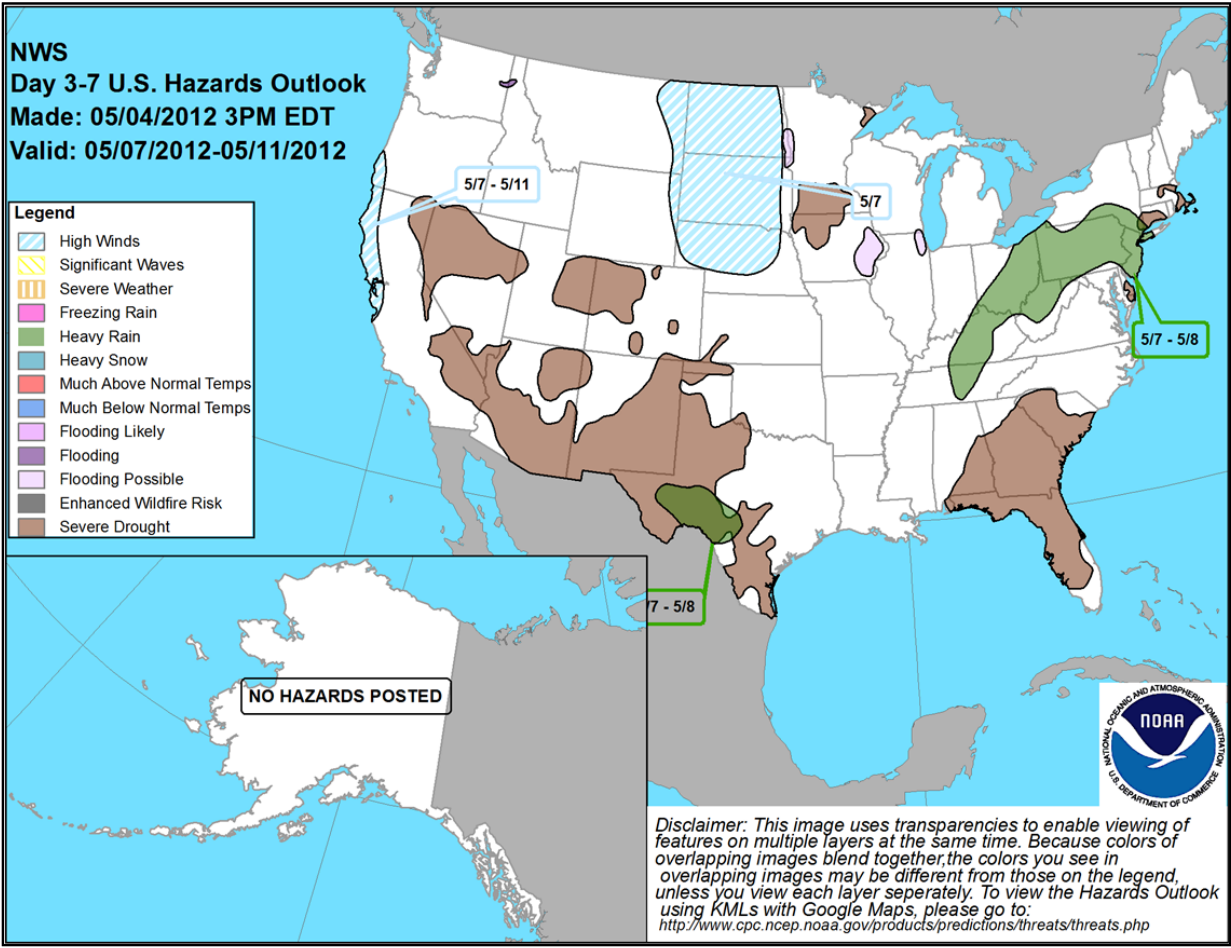 NWS
Day 3-7 U.S. Hazards Outlook
Made: 05/04/2012 3PM EDT
Valid: 05/07/2012-05/11/2012
5/7 - 5/11
5/7
Legend
High Winds
Significant Waves
Severe Weather
Freezing Rain
Heavy Rain
Heavy Snow
Much Above Normal Temps
Much Below Normal Temps
Flooding Likely
Flooding
Flooding Possible
Enhanced Wildfire Risk
Severe Drought
5/7 - 5/8
/7 - 5/8
NO HAZARDS POSTED
NATIONAL OCEANIC AND ATMOSPHERIC ADMINISTRATION
NOAA
U.S. DEPARTMENT OF COMMERCE
Disclaimer: This image uses transparencies to enable viewing of
features on multiple layers at the same time. Because colors of
overlapping images blend together,the colors you see in
overlapping images may be different from those on the legend,
unless you view each layer seperately. To view the Hazards Outlook
using KMLs with Google Maps, please go to:
http://www.cpc.ncep.noaa.gov/products/predictions/threats/threats.php